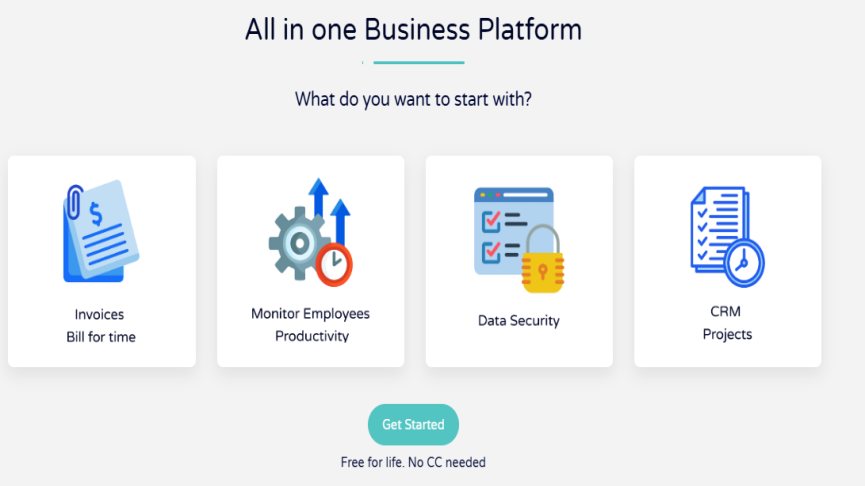 All in one Business Platform
What do you want to start with?
$
Invoices
Bill for time
Monitor Employees
Productivity
Data Security
CRM
Projects
Get Started
Free for life. No CC needed